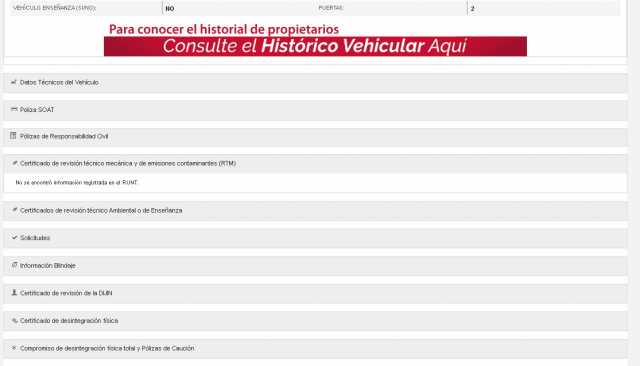 VEHÍCULO ENSEÑANZA (SI/NO): NO PUERTAS: 2
Para conocer el historial de propietarios
Consulte el Histórico Vehicular Aquí
Datos Técnicos del Vehículo
Poliza SOAT
Pólizas de Responsabilidad Civil
Certificado de revisión técnico mecánica y de emisiones contaminantes (RTM)
No se encontró información registrada en el RUNT.
Certificados de revisión técnico Ambiental o de Enseñanza
Solicitudes
Información Blindaje
Certificado de revisión de la DIJIN
Certificado de desintegración física
Compromiso de desintegración física total y Pólizas de Caución